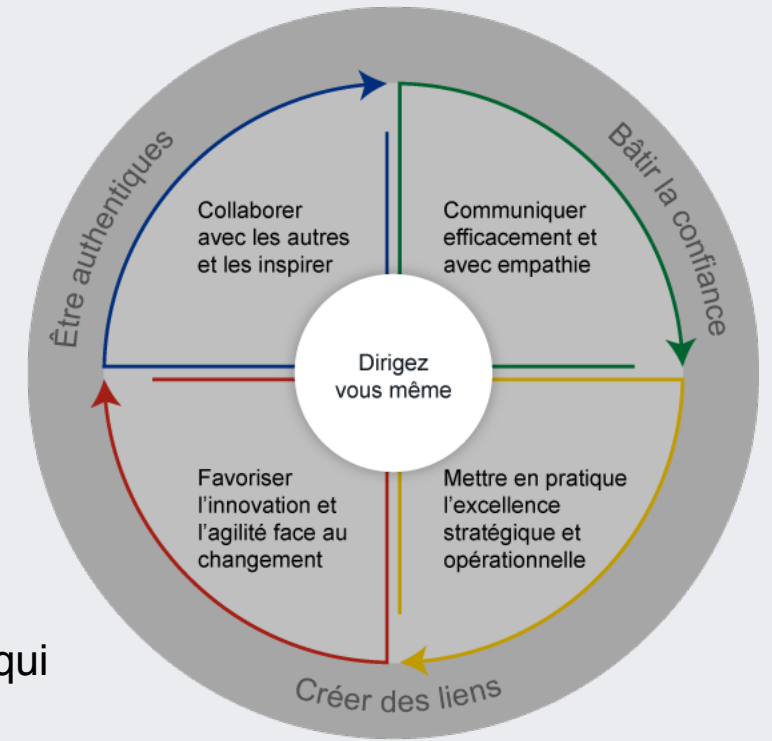 Être authentiques
Bâtir la confiance
Collaborer
avec les autres
et les inspirer
Communiquer
efficacement et
avec empathie
Dirigez
vous même
Favoriser
l’innovation et
l’agilité face au
changement
Mettre en pratique
l’excellence
stratégique et
opérationnelle
qui
Créer des liens